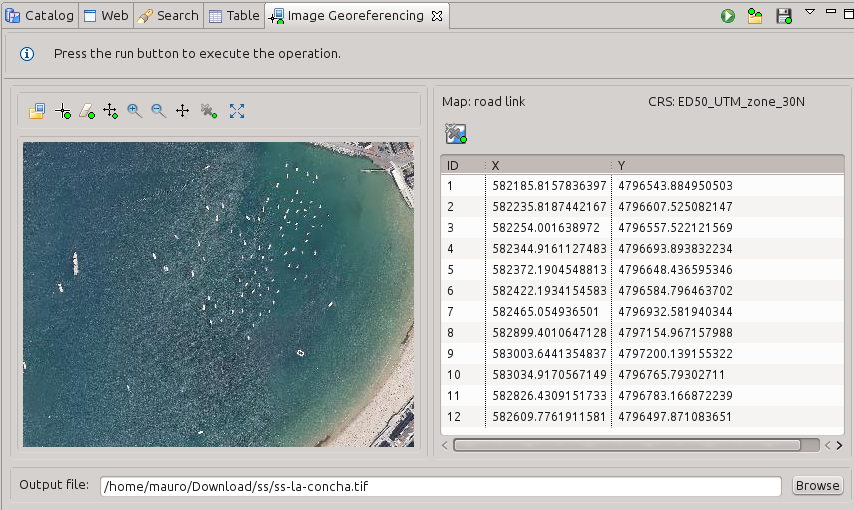 Catalog Web Search Table Image Georeferencing
Press the run button to execute the operation.
Map: road link CRS: ED50_UTM_zone_30N
ID X Y
1 582185.8157836397 4796543.884950503
2 582235.8187442167 4796607.525082147
3 582254.001638972 4796557.522121569
4 582344.9161127483 4796693.893832234
5 582372.1904548813 4796648.436595346
6 582422.1934154583 4796584.796463702
7 582465.054936501 4796932.581940344
8 582899.4010647128 4797154.967157988
9 583003.6441354837 4797200.139155322
10 583034.9170567149 4796765.79302711
11 582826.4309151733 4796783.166872239
12 582609.7761911581 4796497.871083651
Output file: /home/mauro/Download/ss/ss-la-concha.tif Browse